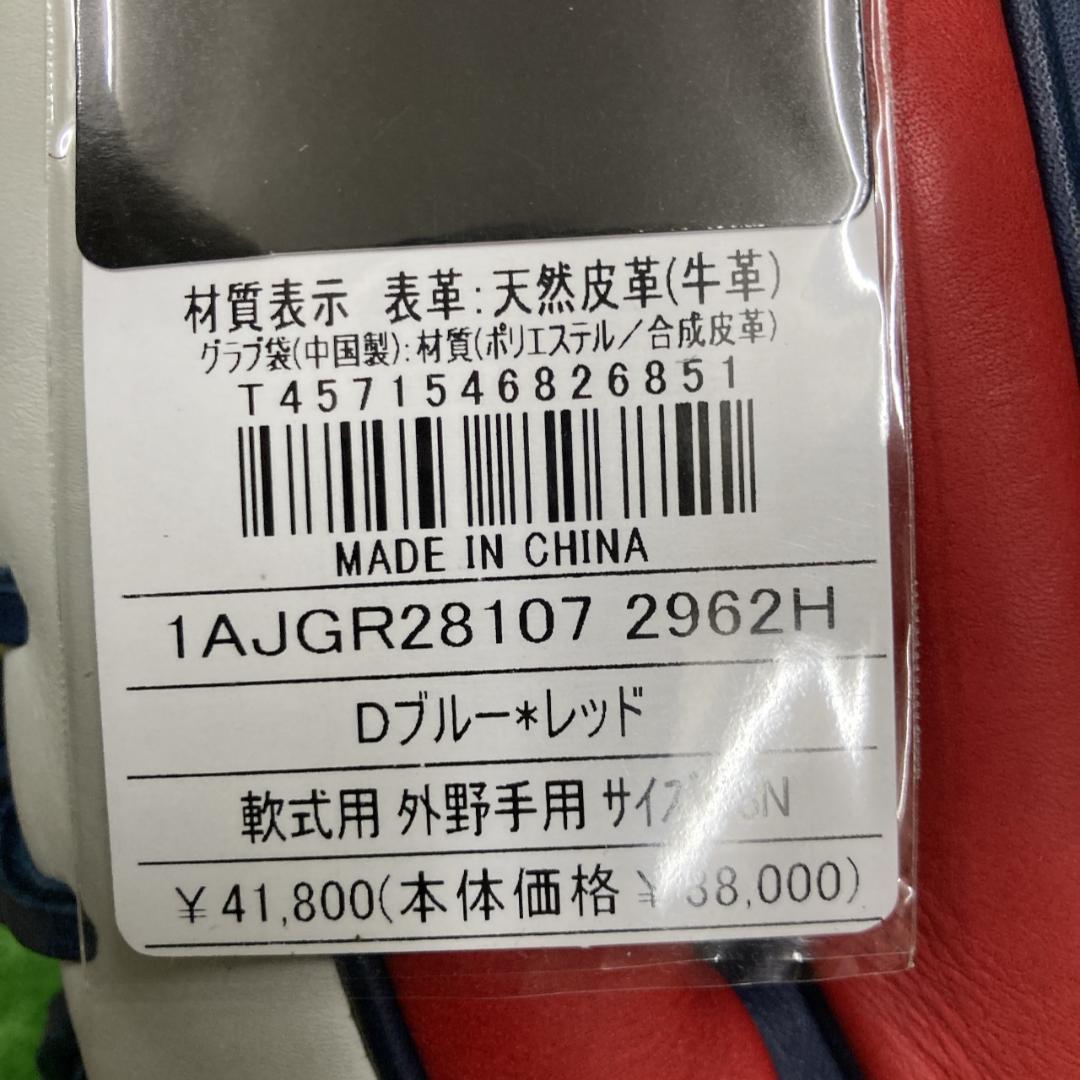 材質表示 表革:天然皮革(牛革)
グラブ袋(中国製):材質(ポリエステル/合成皮革)
T4571546826851
MADE IN CHINA
1AJGR28107 2962H
Dブルー*レッド
軟式用 外野手用 サイズ
¥41,800(本体価格¥38,000)